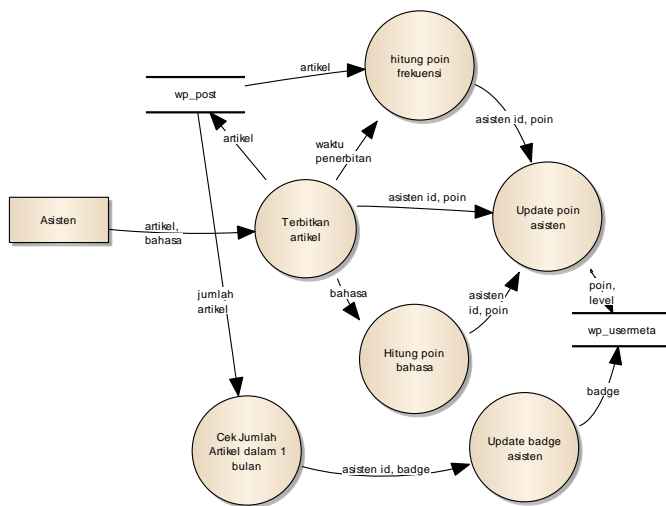 hitung poin
frekuensi
artikel
wp_post
asisten id, poin
artikel
waktu
penerbitan
Asisten
artikel,
bahasa
Terbitkan
artikel
asisten id, poin
Update poin
asisten
jumlah
artikel
bahasa
asisten
id, poin
poin,
level
wp_usermeta
Hitung poin
bahasa
badge
Cek Jumlah
Artikel dalam 1
bulan
asisten id, badge
Update badge
asisten